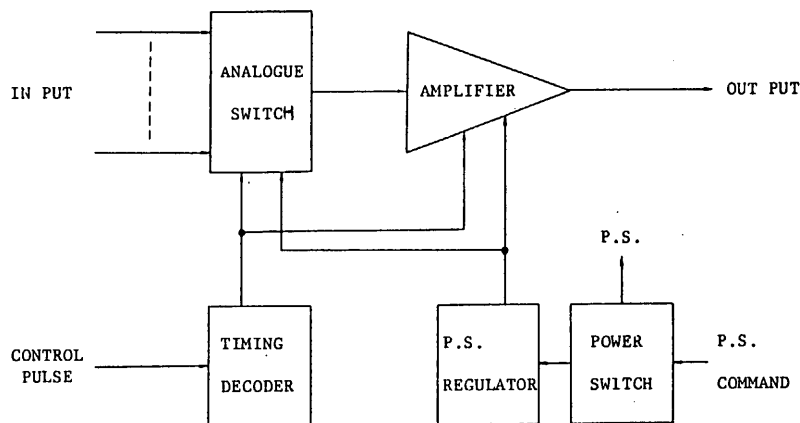 IN PUT
ANALOGUE
SWITCH
AMPLIFIER
OUT PUT
P.S.
CONTROL
PULSE
TIMING
DECODER
P.S.
REGULATOR
POWER
SWITCH
P.S.
COMMAND